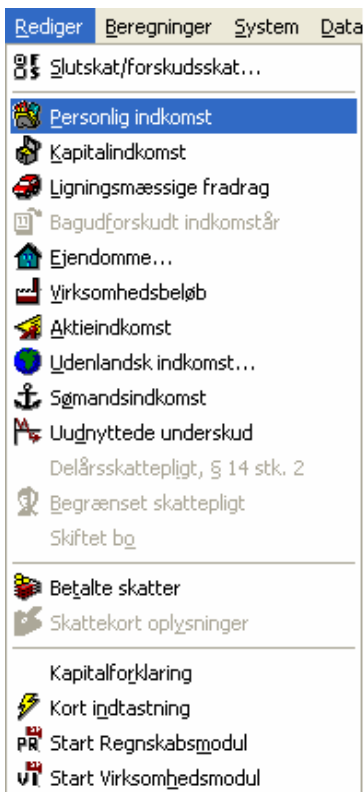 Rediger Beregninger System Data
Slutskat/forskudsskat...
Personlig indkomst
Kapitalindkomst
Ligningsmæssige fradrag
Bagudforskudt indkomstår
Ejendomme...
Virksomhedsbeløb
Aktieindkomst
Udenlandsk indkomst...
Sømandsindkomst
Uudnyttede underskud
Delårsskattepligt, § 14 stk. 2
Begrænset skattepligt
Skiftet bo
Betalte skatter
Skattekort oplysninger
Kapitalforklaring
Kort indtastning
Start Regnskabsmodul
Start Virksomhedsmodul